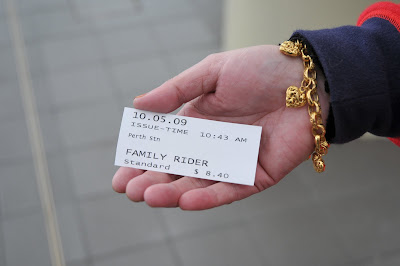 10.05.09
ISSUE-TIME 10:43 AM
Perth Stn
FAMILY RIDER
Standard $ 8.40